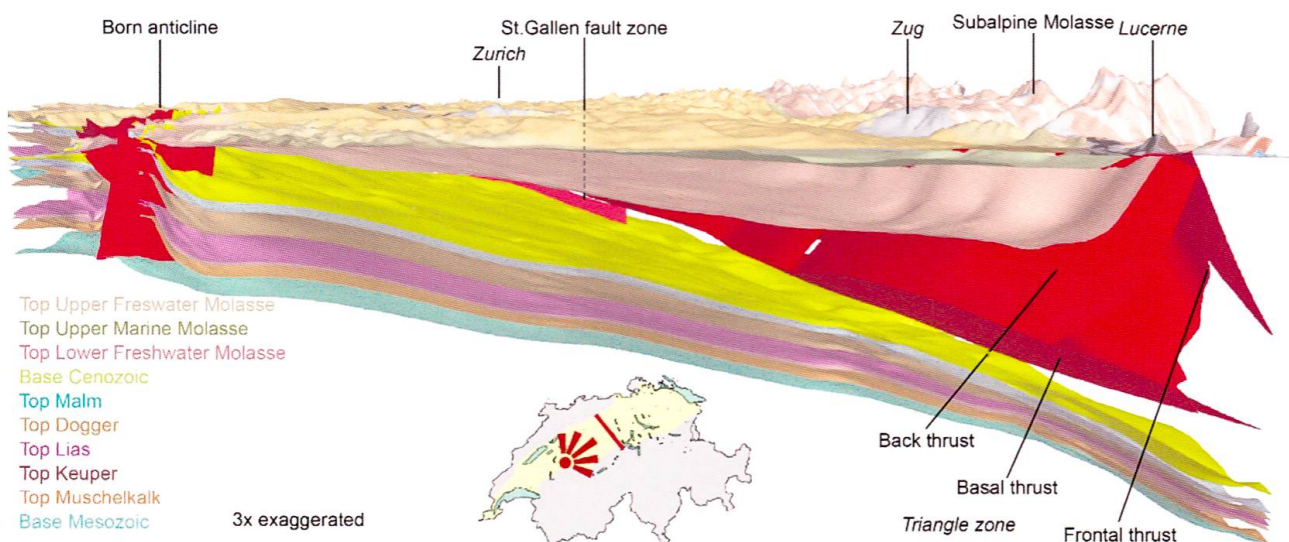 Born anticline
St.Gallen fault zone
Zurich
Zug
Subalpine Molasse
Lucerne
Top Upper Freswater Molasse
Top Upper Marine Molasse
Top Lower Freshwater Molasse
Base Cenozoic
Top Malm
Top Dogger
Top Lias
Top Keuper
Top Muschelkalk
Base Mesozoic
3x exaggerated
Back thrust
Basal thrust
Triangle zone
Frontal thrust